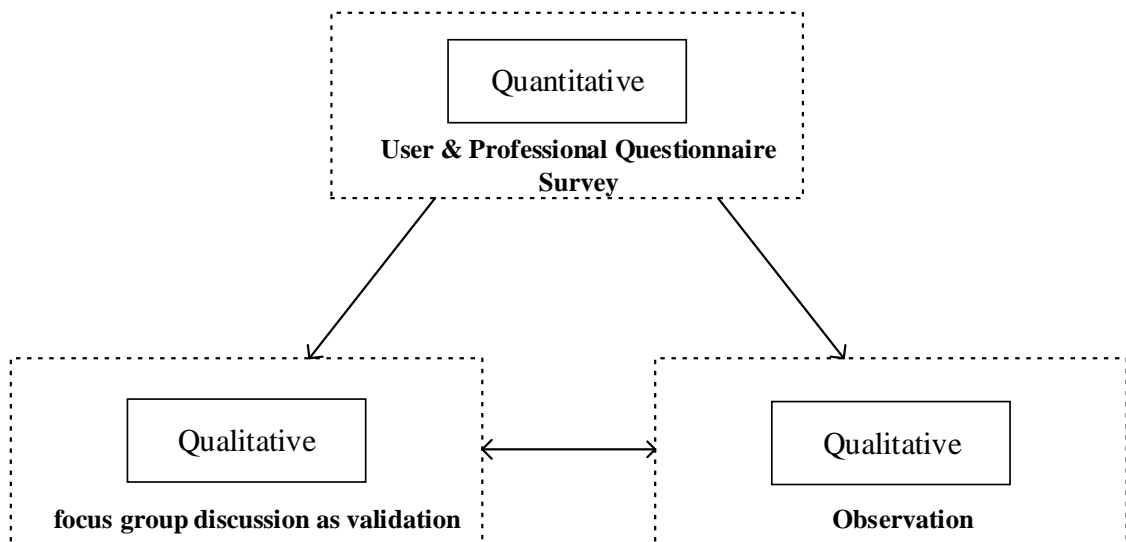 Quantitative
User & Professional Questionnaire
Survey
Qualitative
focus group discussion as validation
Qualitative
Observation